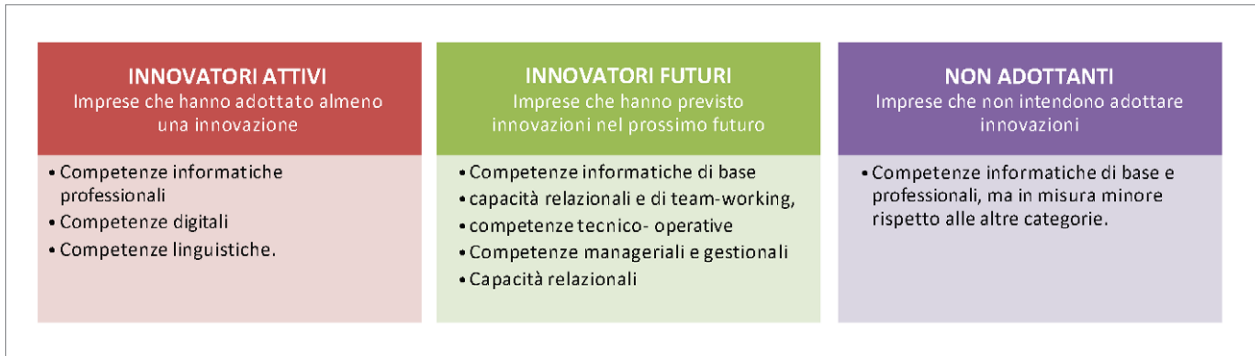 INNOVATORI ATTIVI
Imprese che hanno adottato almeno
una innovazione
• Competenze informatiche
professionali
• Competenze digitali
• Competenze linguistiche.
INNOVATORI FUTURI
Imprese che hanno previsto
innovazioni nel prossimo futuro
• Competenze informatiche di base
• capacità relazionali e di team-working,
• competenze tecnico- operative
• Competenze manageriali e gestionali
• Capacità relazionali
NON ADOTTANTI
Imprese che non intendono adottare
innovazioni
• Competenze informatiche di base e
professionali, ma in misura minore
rispetto alle altre categorie.